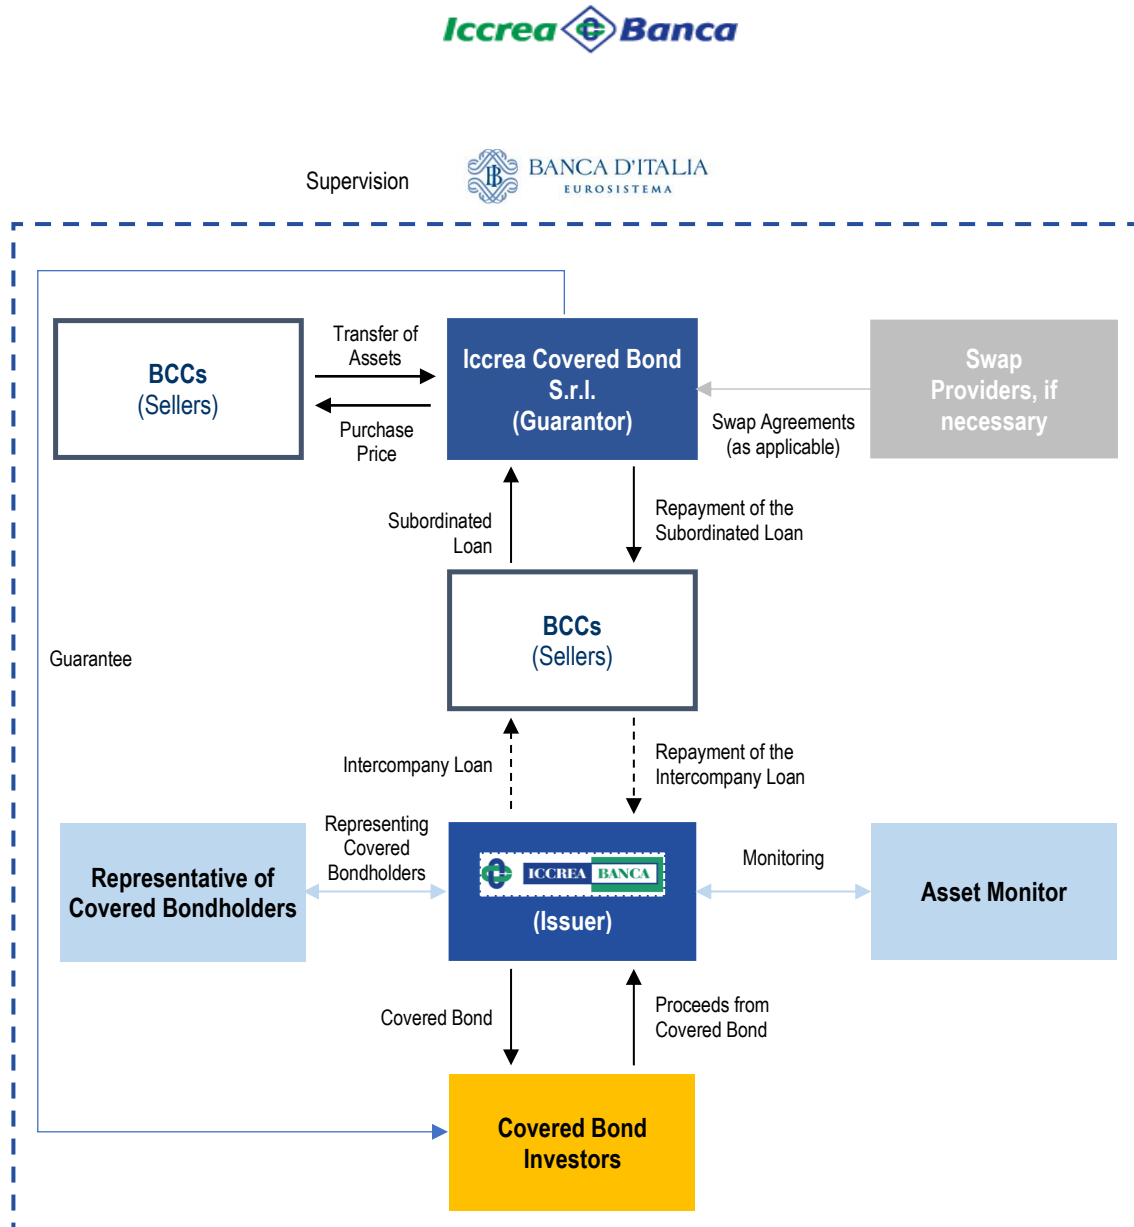 Iccrea Banca
Supervision
BANCA D'ITALIA
EUROSISTEMA
BCCs
(Sellers)
Transfer of
Assets
Purchase
Price
Iccrea Covered Bond
S.r.l.
(Guarantor)
Swap Agreements
(as applicable)
Swap
Providers, if
necessary
Subordinated
Loan
Repayment of the
Subordinated Loan
BCCs
(Sellers)
Guarantee
Intercompany Loan
Repayment of the
Intercompany Loan
Representative of
Covered Bondholders
Representing
Covered
Bondholders
ICCREA BANCA
(Issuer)
Monitoring
Asset Monitor
Covered Bond
Proceeds from
Covered Bond
Covered Bond
Investors